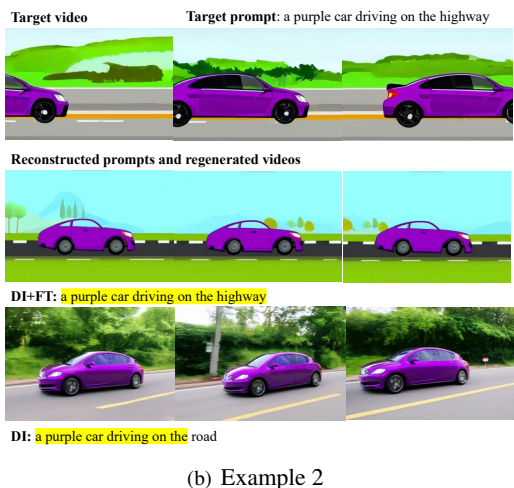 Target video
Target prompt: a purple car driving on the highway
Reconstructed prompts and regenerated videos
DI+FT: a purple car driving on the highway
DI: a purple car driving on the road
(b) Example 2